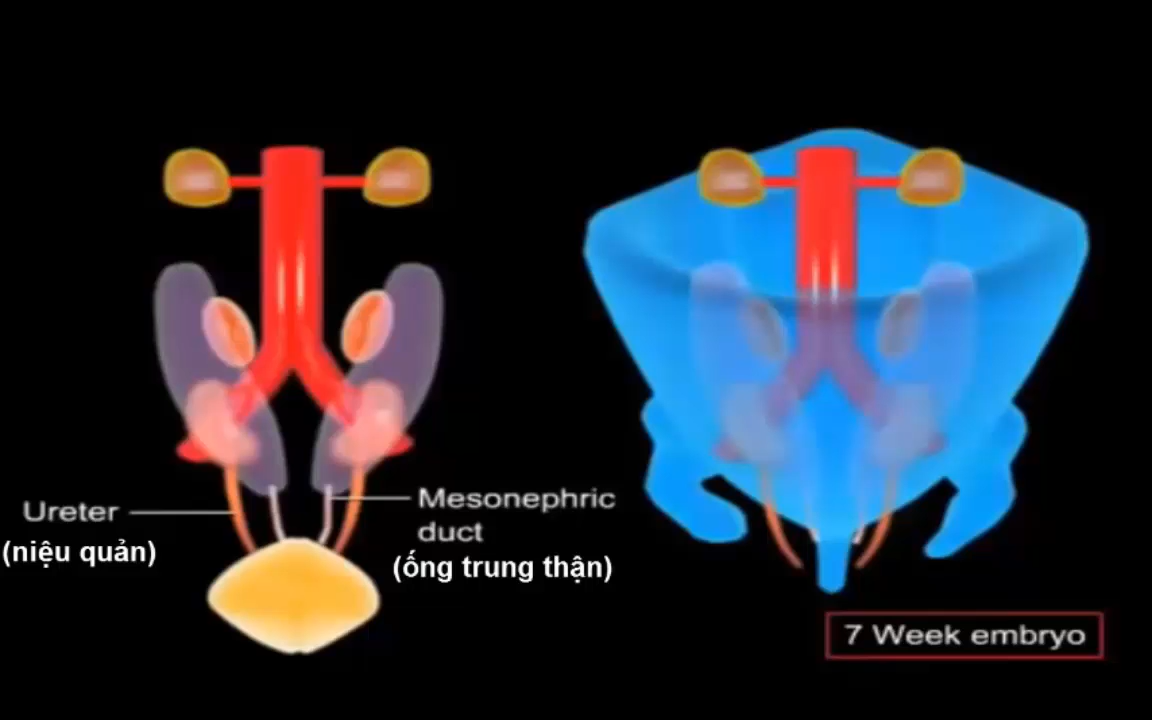 Ureter
(niệu quản)
Mesonephric
duct
(ống trung thận)
7 Week embryo